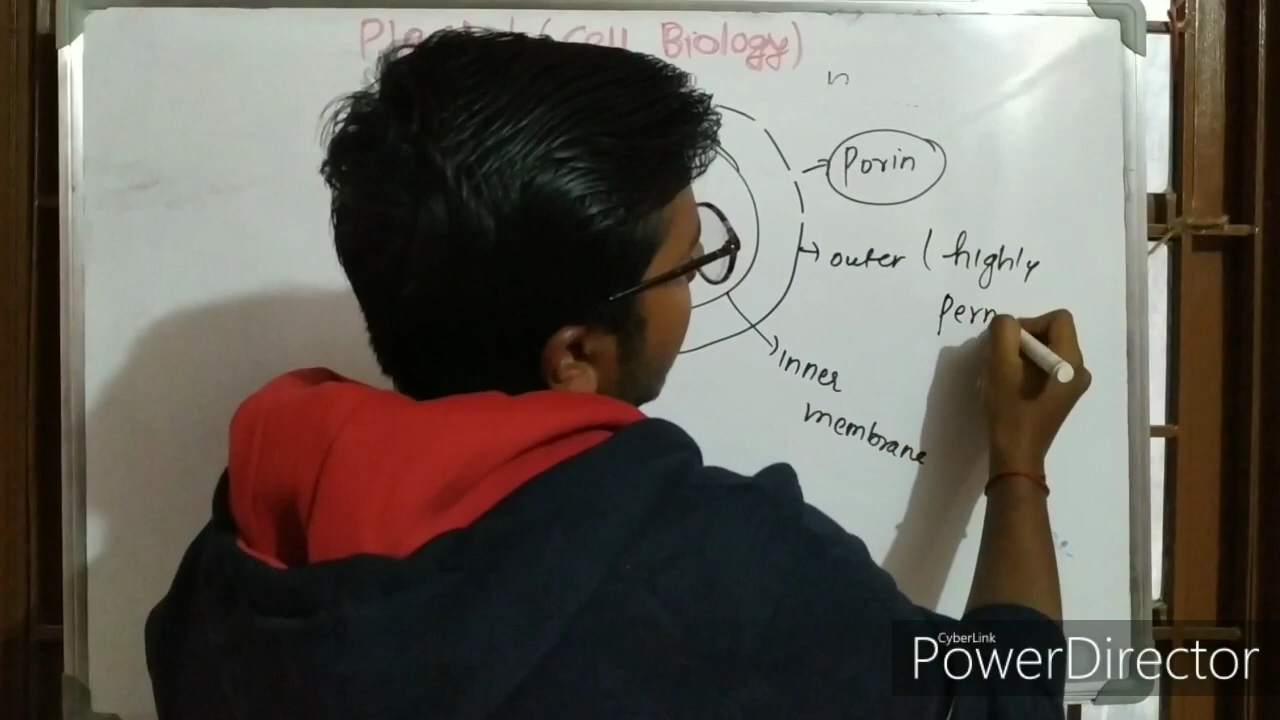 (Cell Biology)
Porin
outer ( highly
Perm
inner
membrane
CyberLink
PowerDirector